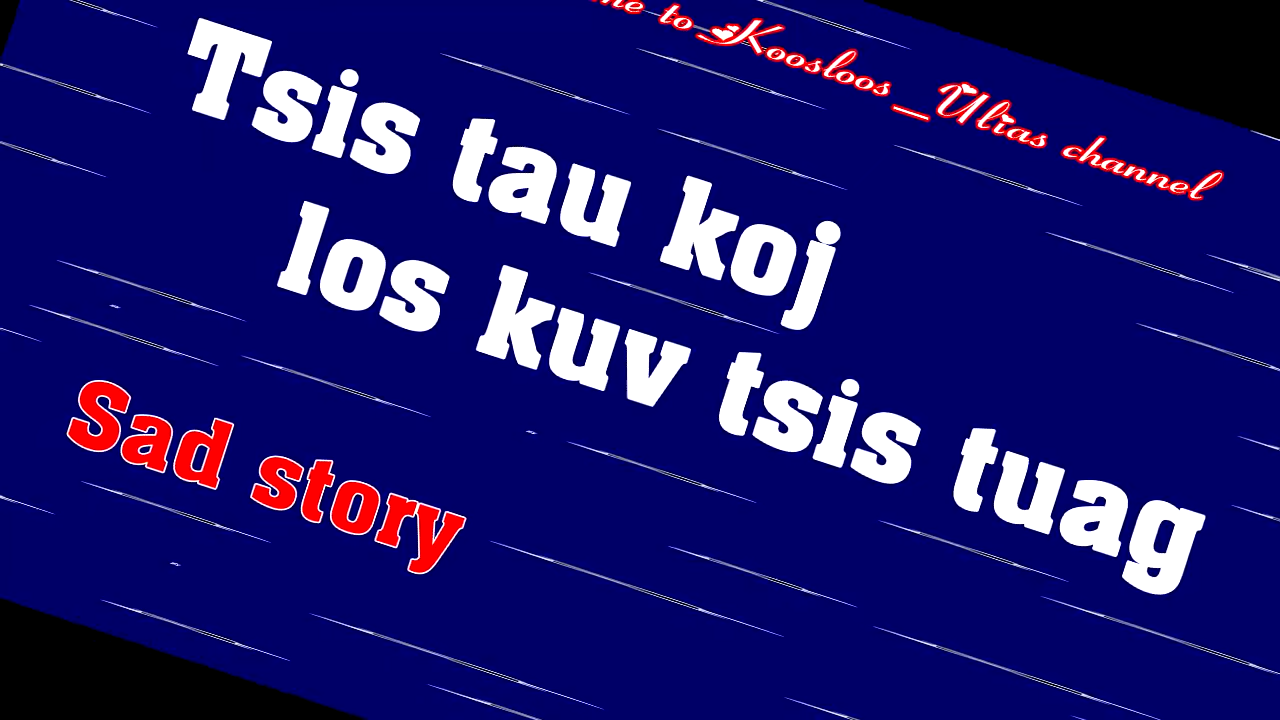 to Koosloos_Ulias channel
Tsis tau koj
los kuv tsis tuag
Sad story